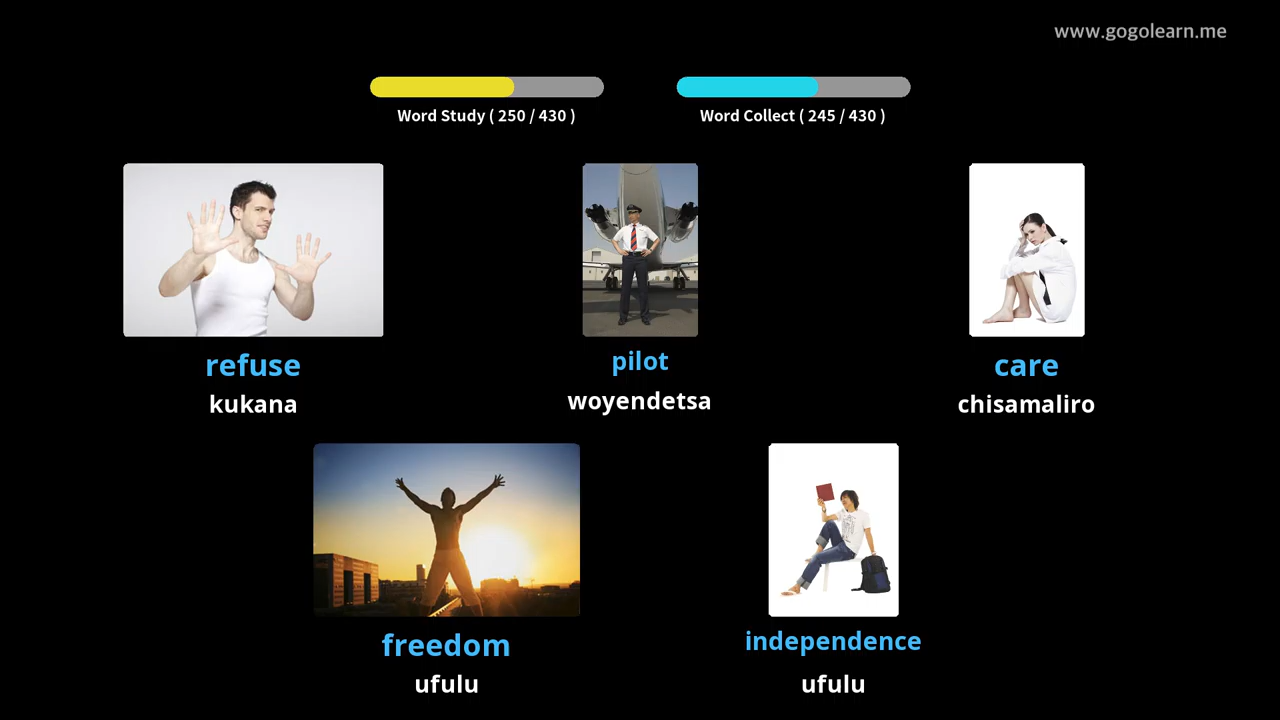 www.gogolearn.me
Word Study ( 250 / 430 )
Word Collect ( 245 / 430 )
refuse
kukana
pilot
woyendetsa
care
chisamaliro
freedom
ufulu
independence
ufulu